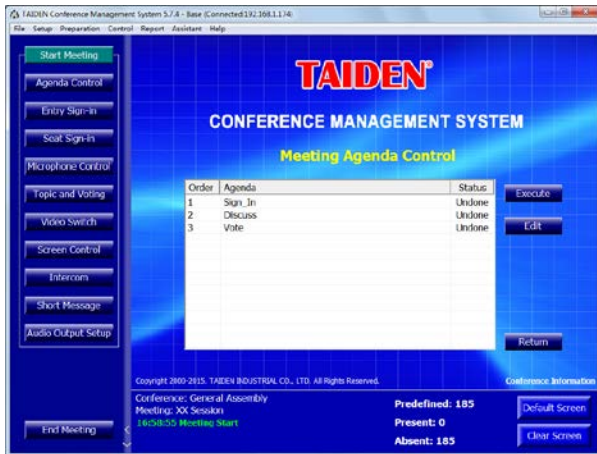 TAIDEN Conference Management System 5.7.4 - Base (Connected:192.168.1.174)
File Setup Preparation Control Report Assistant Help
Start Meeting
Agenda Control
Entry Sign-in
Seat Sign-in
Microphone Control
Topic and Voting
Video Switch
Screen Control
Intercom
Short Message
Audio Output Setup
End Meeting
TAIDEN®
CONFERENCE MANAGEMENT SYSTEM
Meeting Agenda Control
Order Agenda Status
1 Sign_In Undone
2 Discuss Undone
3 Vote Undone
Execute
Edit
Return
Copyright 2000-2015. TAIDEN INDUSTRIAL CO., LTD. All Rights Reserved.
Conference Information
Conference: General Assembly
Meeting: XX Session
16:58:55 Meeting Start
Predefined: 185
Present: 0
Absent: 185
Default Screen
Clear Screen